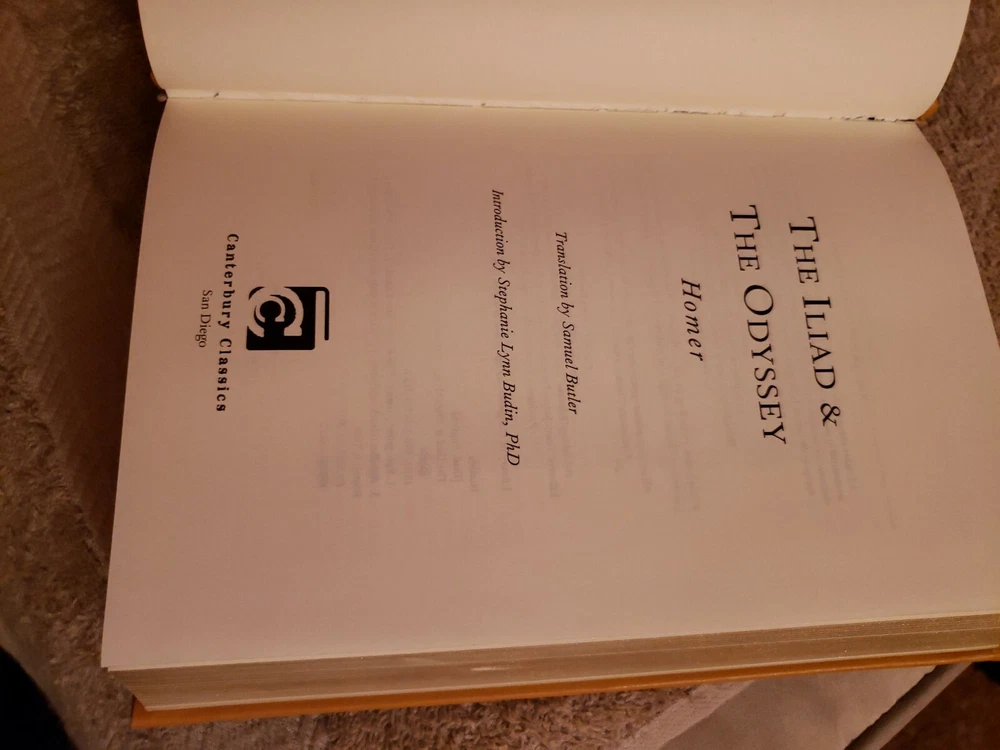 THE ILIAD &
THE ODYSSEY
Homer
Translation by Samuel Butler
Introduction by Stephanie Lynn Budin, PhD
Canterbury Classics
San Diego